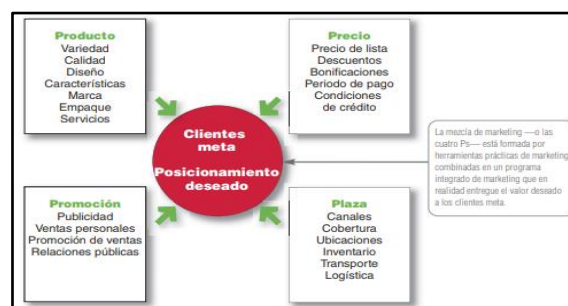 Producto
Variedad
Calidad
Diseño
Características
Marca
Empaque
Servicios
Precio
Precio de lista
Descuentos
Bonificaciones
Periodo de pago
Condiciones
de crédito
Clientes
meta
Posicionamiento
deseado
La mezcla de marketing —o las
cuatro Ps— está formada por
herramientas prácticas de marketing
combinadas en un programa
integrado de marketing que en
realidad entregue el valor deseado
a los clientes meta.
Promoción
Publicidad
Ventas personales
Promoción de ventas
Relaciones públicas
Plaza
Canales
Cobertura
Ubicaciones
Inventario
Transporte
Logística